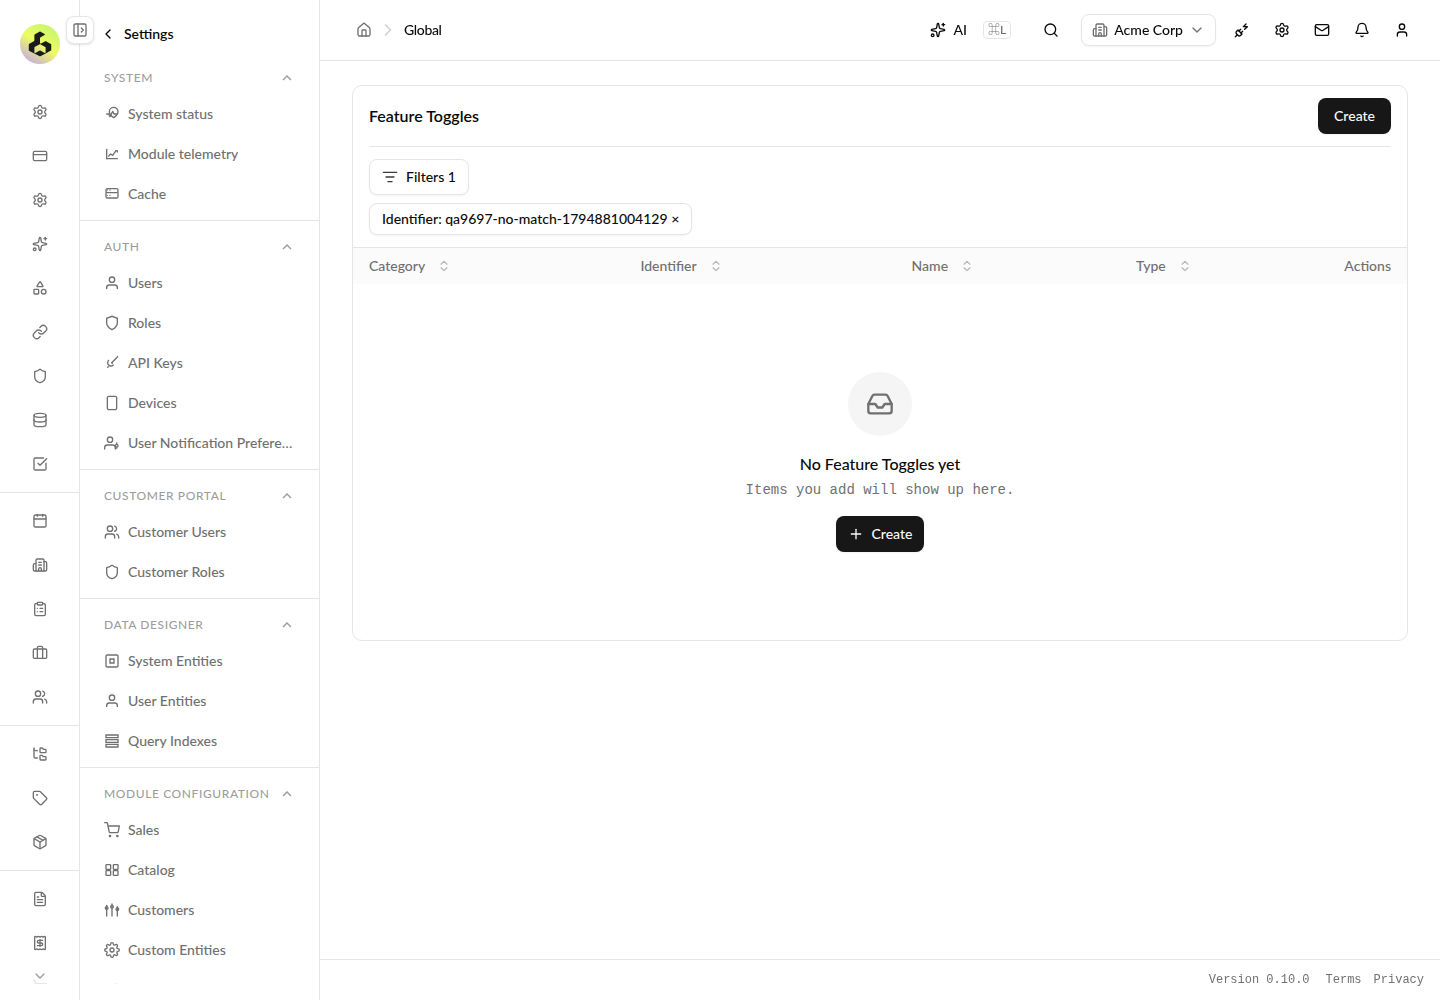 Settings
SYSTEM
System status
Module telemetry
Cache
AUTH
Users
Roles
API Keys
Devices
User Notification Prefere...
CUSTOMER PORTAL
Customer Users
Customer Roles
DATA DESIGNER
System Entities
User Entities
Query Indexes
MODULE CONFIGURATION
Sales
Catalog
Customers
Custom Entities
Global
AI ⌘L
Acme Corp
Feature Toggles
Create
Filters 1
Identifier: qa9697-no-match-1794881004129 ×
Category Identifier Name Type Actions
No Feature Toggles yet
Items you add will show up here.
Create
Version 0.10.0 Terms Privacy